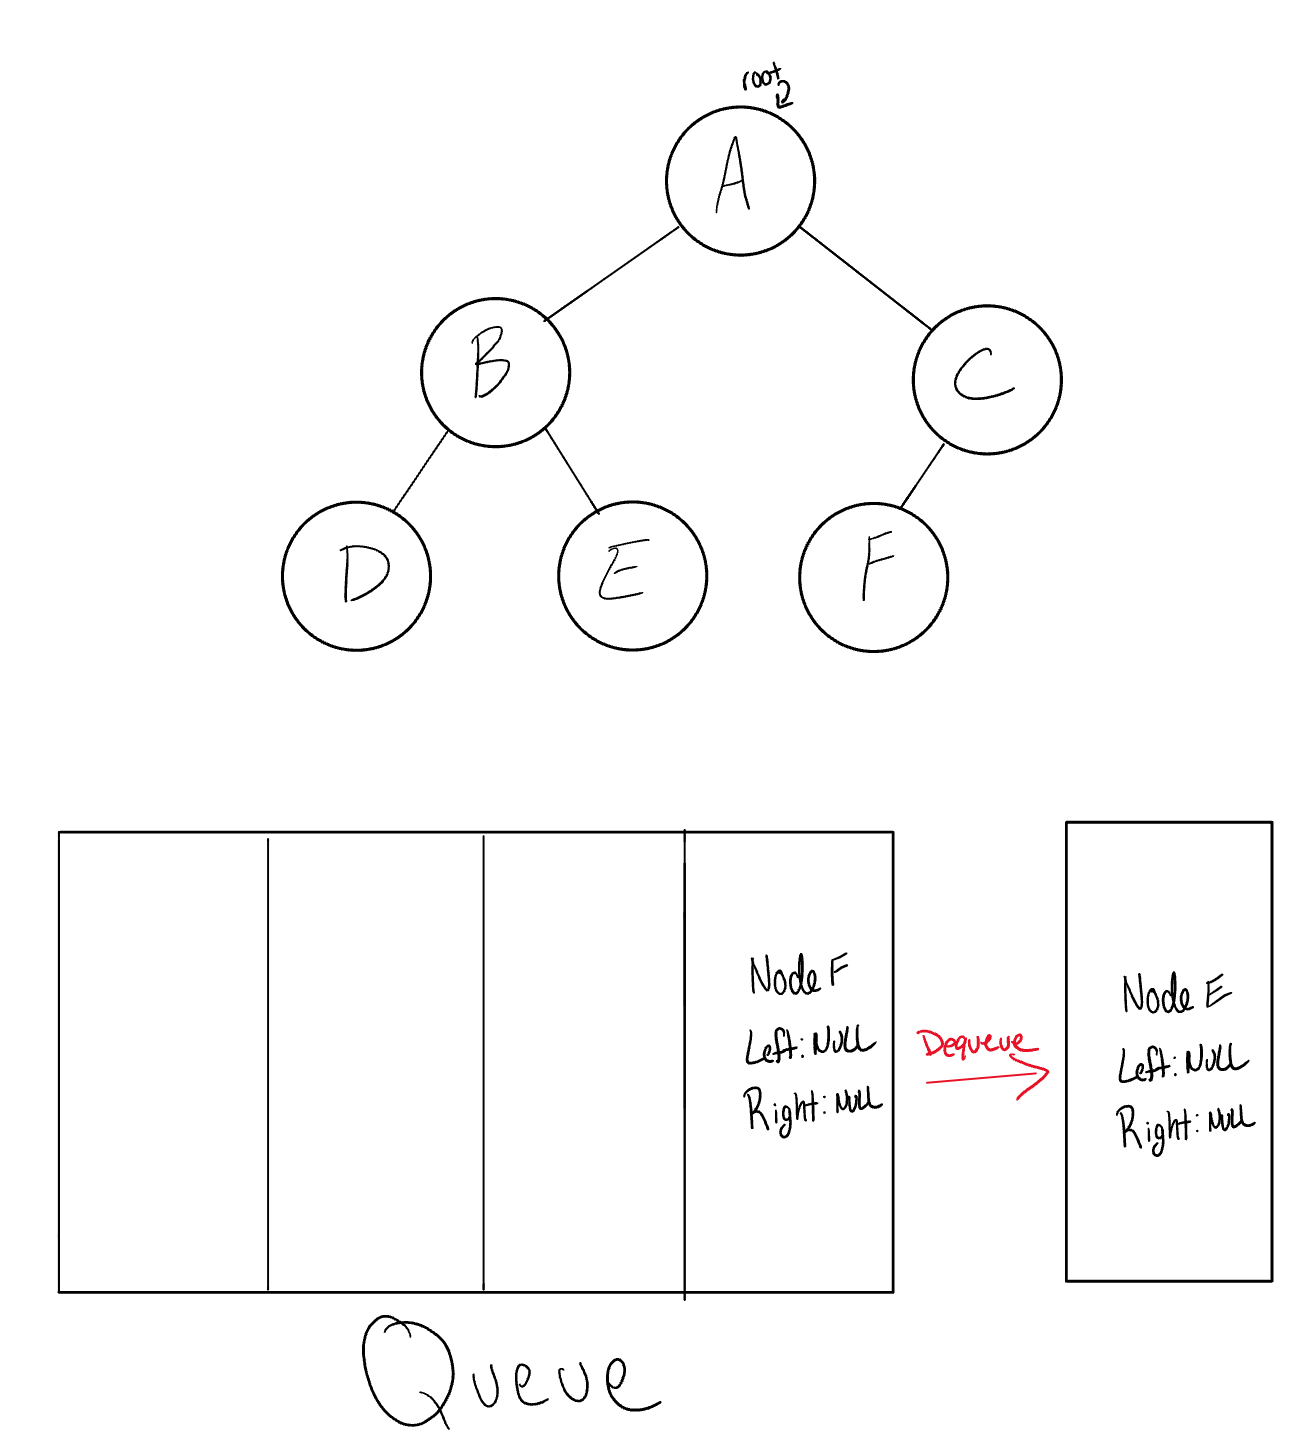 root
A
B
C
D
E
F
Node F
Left: NULL
Right: NULL
Dequeue
Node E
Left: NULL
Right: NULL
Queue